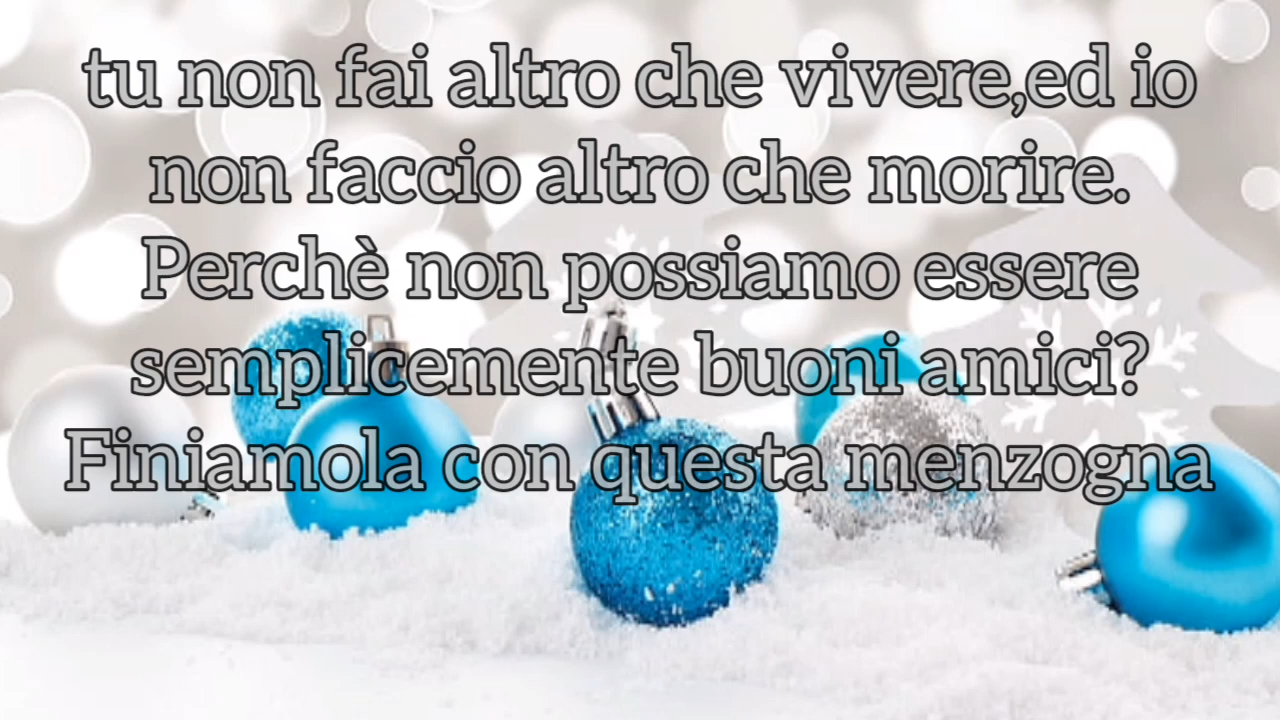 tu non fai altro che vivere,ed io
non faccio altro che morire.
Perchè non possiamo essere
semplicemente buoni amici?
Finiamola con questa menzogna